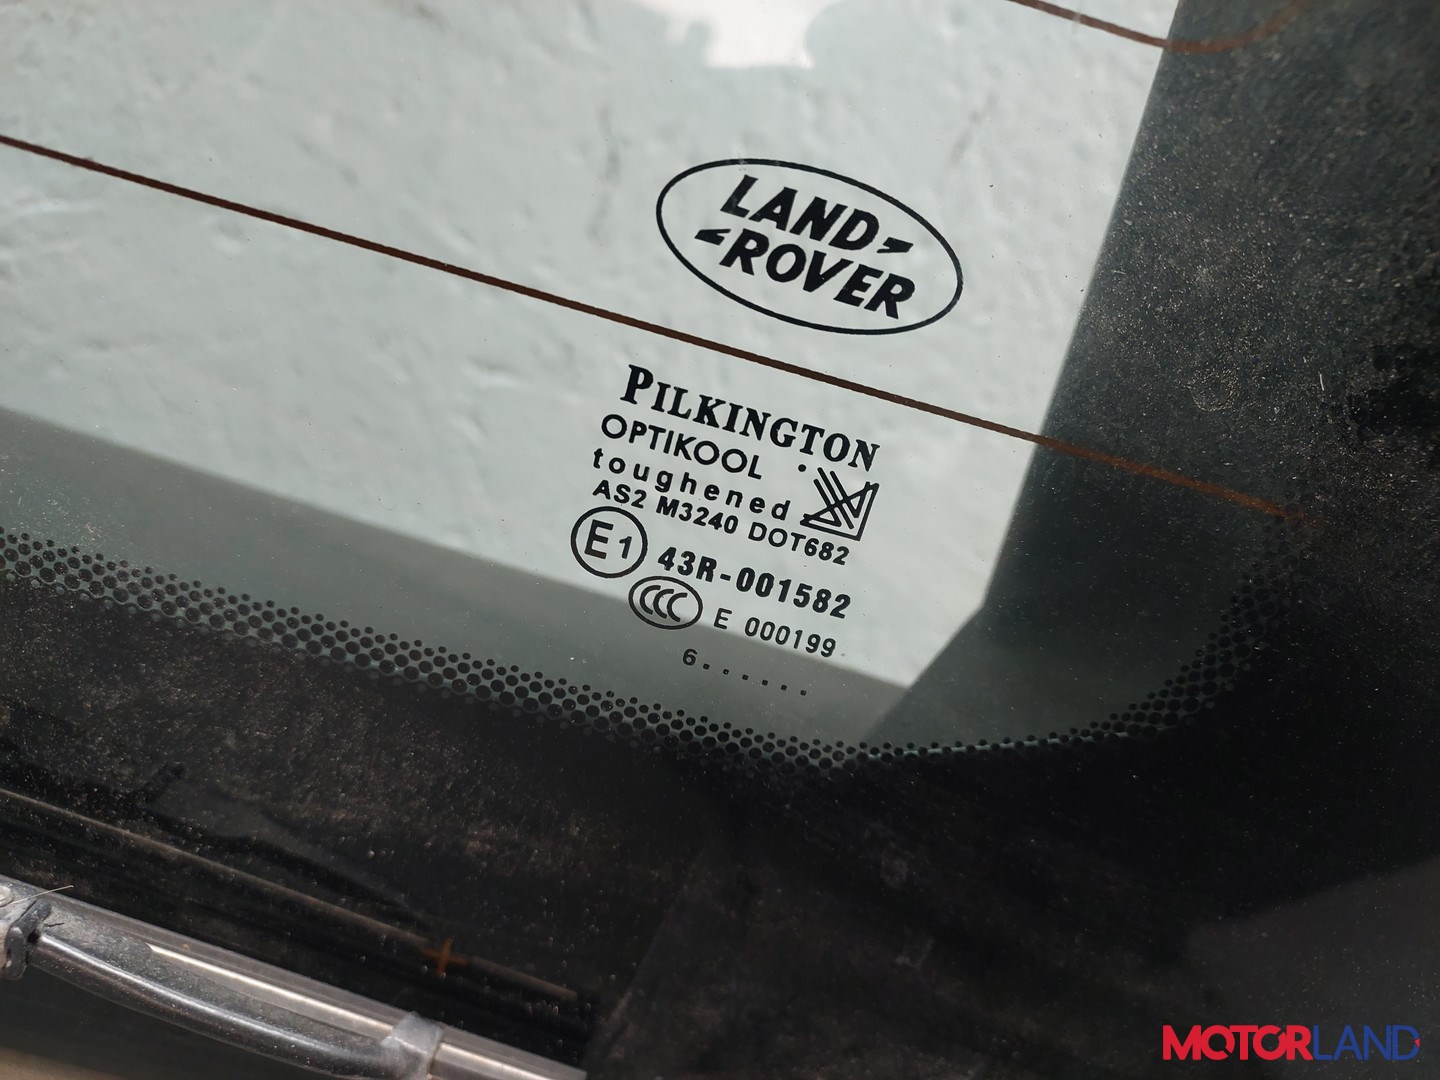 LAND
ROVER
PILKINGTON
OPTIKOOL
toughened
AS2 M3240 DOT682
E1 43R-001582
CCC E 000199
6......
MOTORLAND